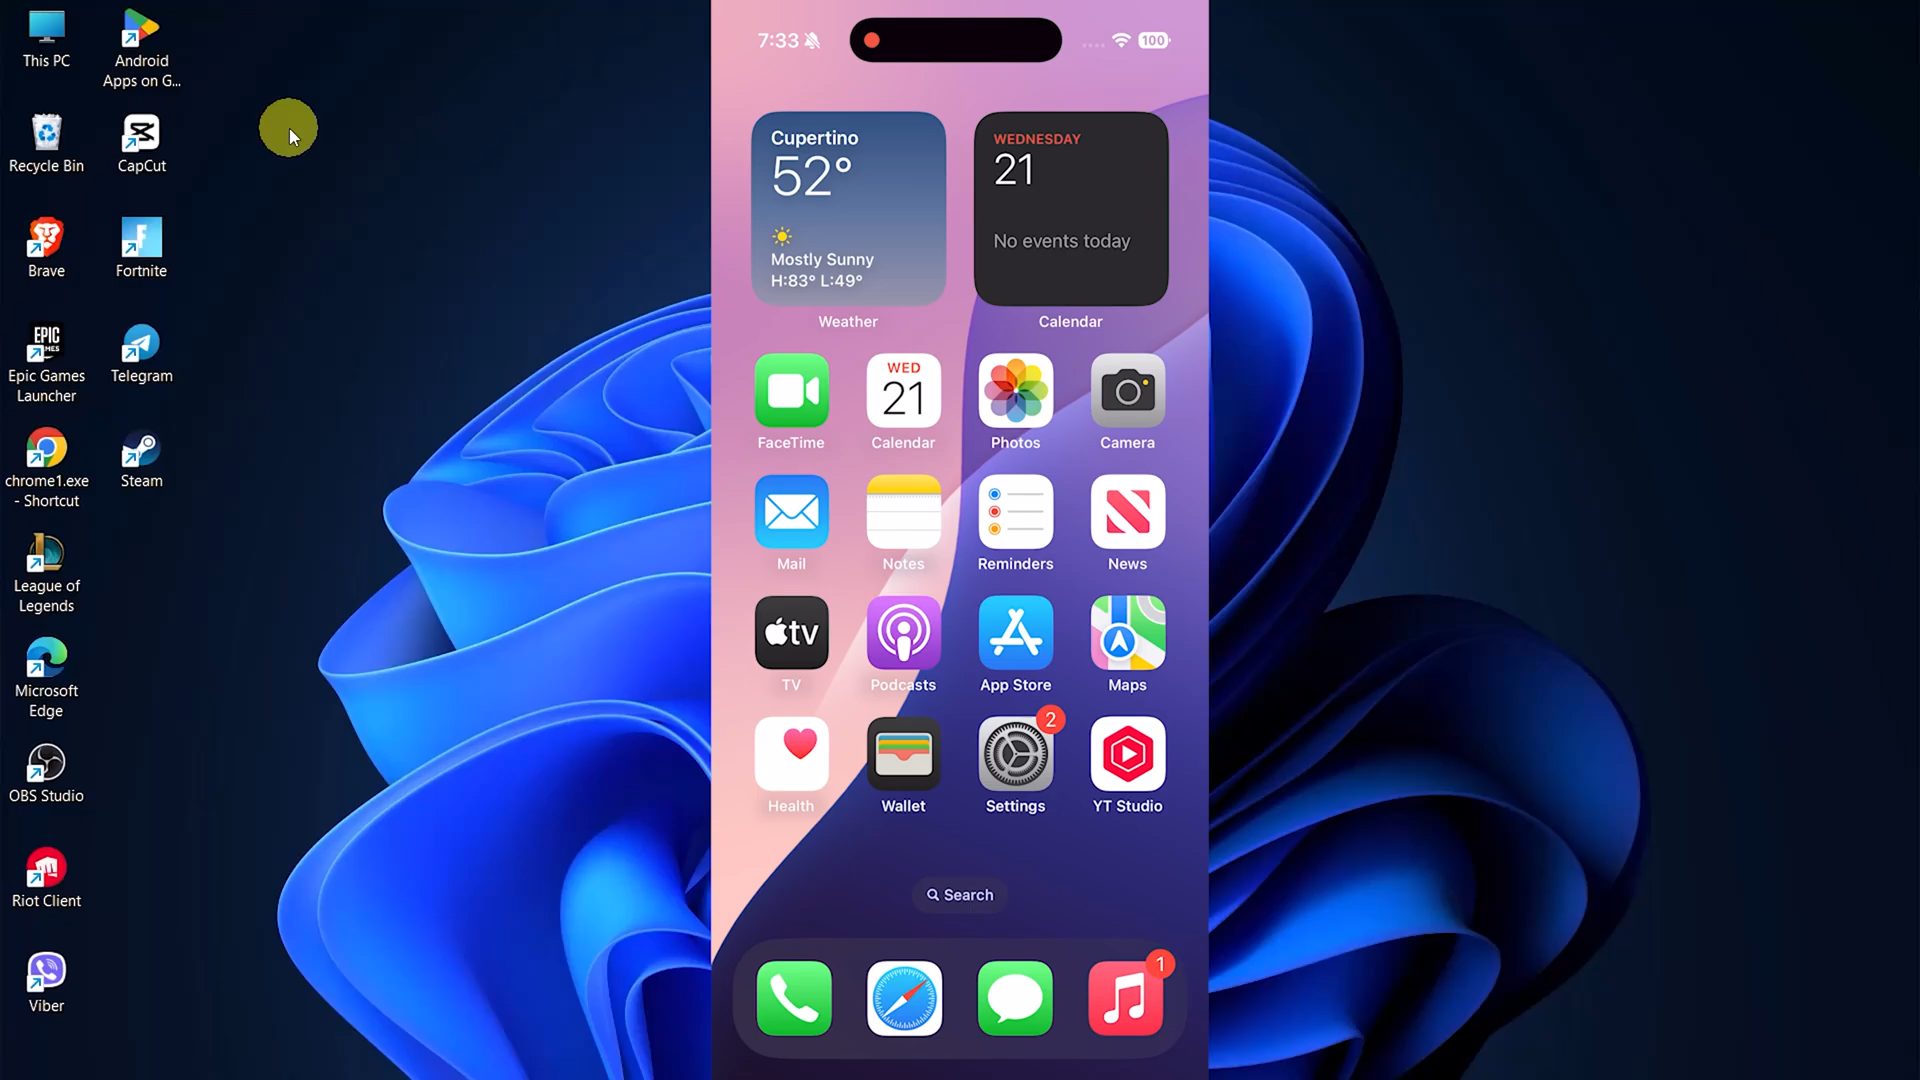 This PC
Android
Apps on G...
Recycle Bin
CapCut
Brave
Fortnite
EPIC
GAMES
Epic Games
Launcher
Telegram
chrome1.exe
- Shortcut
Steam
League of
Legends
Microsoft
Edge
OBS Studio
Riot Client
Viber
7:33
100
Cupertino
52°
Mostly Sunny
H:83° L:49°
Weather
WEDNESDAY
21
No events today
Calendar
FaceTime
WED
21
Calendar
Photos
Camera
Mail
Notes
Reminders
News
tv
TV
Podcasts
App Store
Maps
Health
Wallet
2
Settings
YT Studio
Search
1